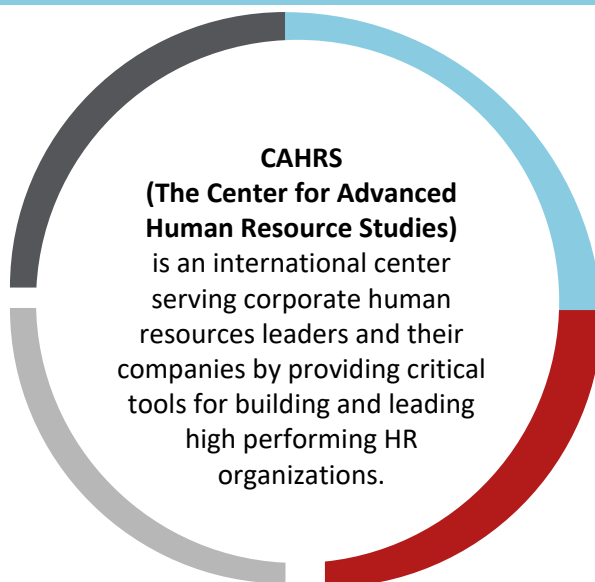 CAHRS
(The Center for Advanced
Human Resource Studies)
is an international center
serving corporate human
resources leaders and their
companies by providing critical
tools for building and leading
high performing HR
organizations.